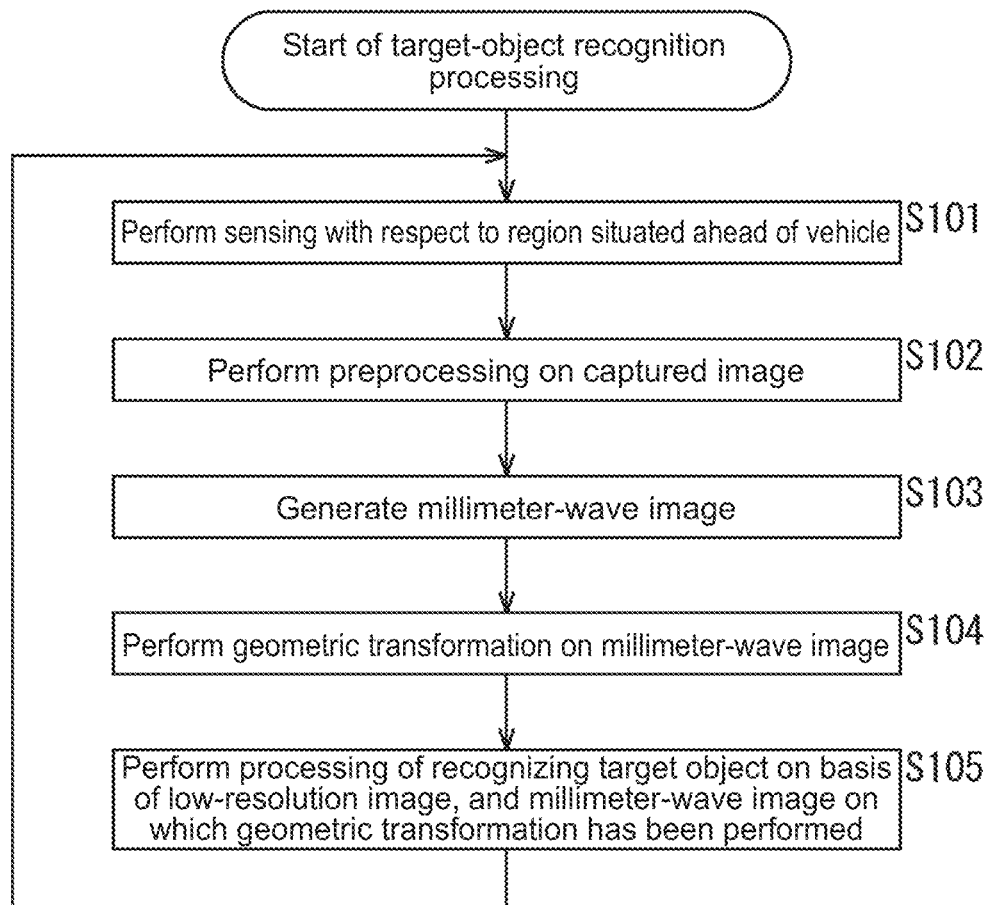 Start of target-object recognition
processing
Perform sensing with respect to region situated ahead of vehicle
S101
Perform preprocessing on captured image
S102
Generate millimeter-wave image
S103
Perform geometric transformation on millimeter-wave image
S104
Perform processing of recognizing target object on basis
of low-resolution image, and millimeter-wave image on
which geometric transformation has been performed
S105